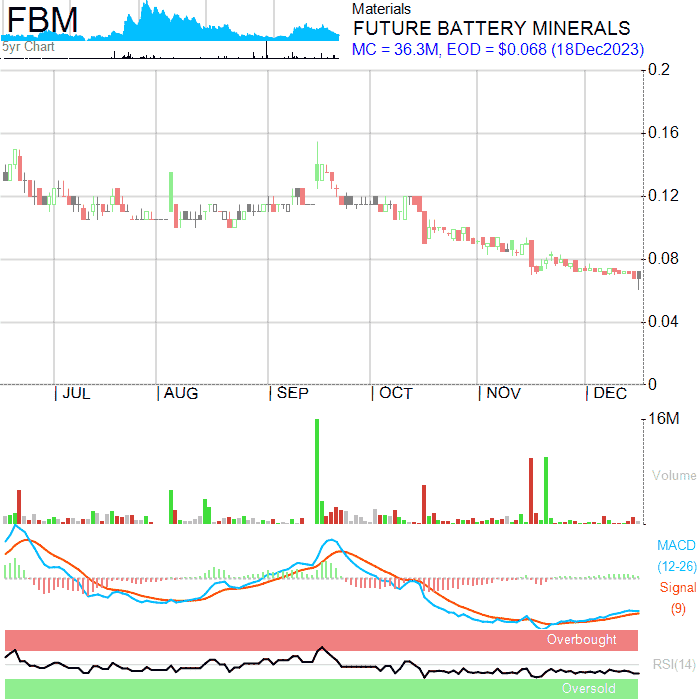 FBM
5yr Chart
Materials
FUTURE BATTERY MINERALS
MC = 36.3M, EOD = $0.068 (18Dec2023)
0.2
0.16
0.12
0.08
0.04
0
JUL AUG SEP OCT NOV DEC
16M
Volume
MACD
(12-26)
Signal
(9)
Overbought
RSI(14)
Oversold